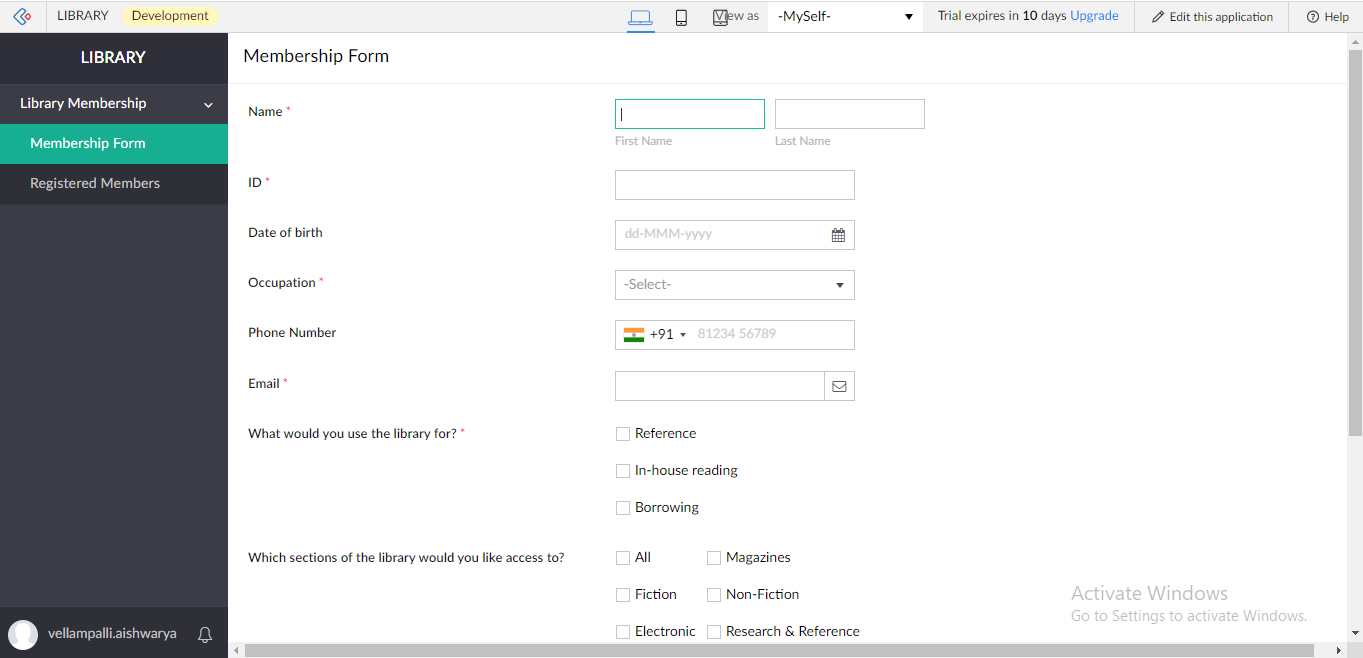 LIBRARY Development View as -MySelf- Trial expires in 10 days Upgrade Edit this application Help
LIBRARY
Library Membership
Membership Form
Registered Members
vellampalli.aishwarya
Membership Form
Name *
First Name Last Name
ID *
Date of birth dd-MMM-yyyy
Occupation * -Select-
Phone Number +91 81234 56789
Email *
What would you use the library for? * Reference
In-house reading
Borrowing
Which sections of the library would you like access to? All Magazines
Fiction Non-Fiction
Electronic Research & Reference
Activate Windows
Go to Settings to activate Windows.